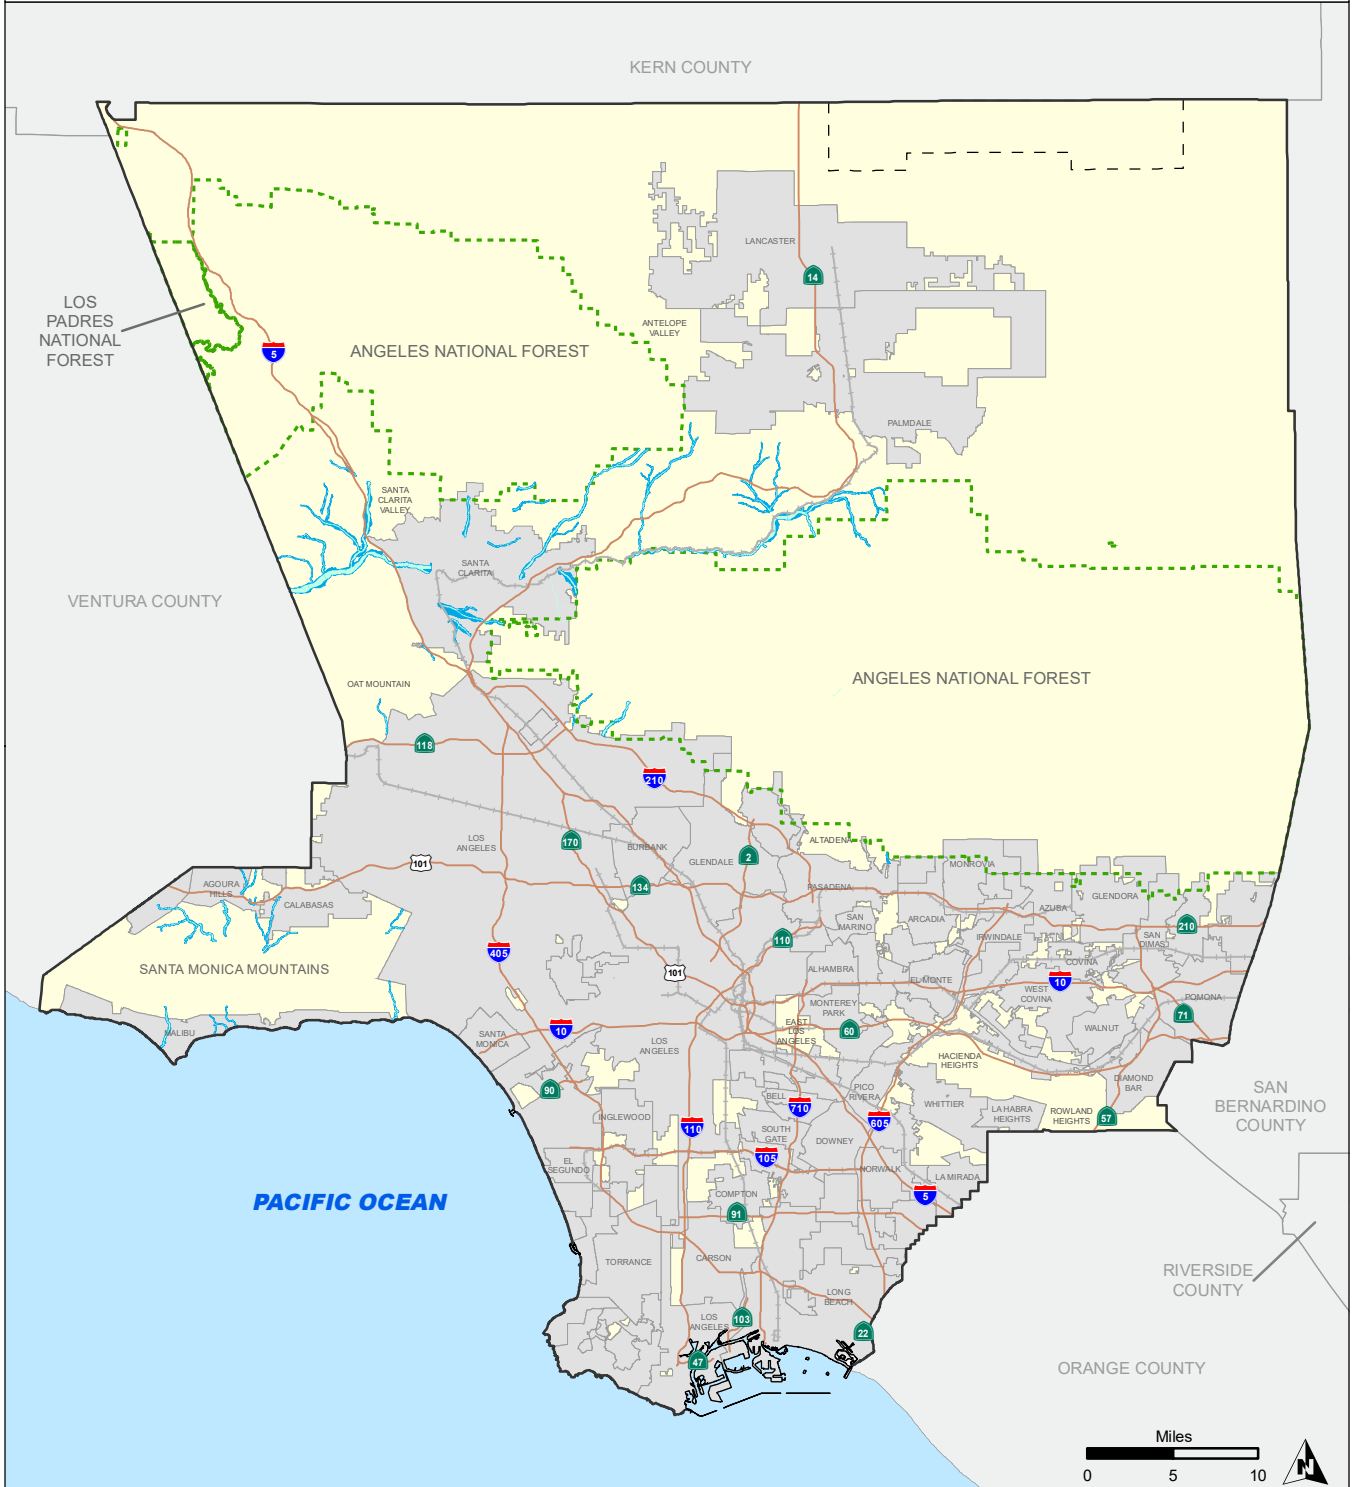 KERN COUNTY
LANCASTER
14
LOS
PADRES
NATIONAL
FOREST
ANTELOPE
VALLEY
5
ANGELES NATIONAL FOREST
PALMDALE
SANTA
CLARITA
VALLEY
SANTA
CLARITA
VENTURA COUNTY
ANGELES NATIONAL FOREST
OAT MOUNTAIN
118
210
LOS
ANGELES
170
BURBANK
101
GLENDALE
2
ALTADENA
MONROVIA
134
PASADENA
AGOURA
HILLS
CALABASAS
GLENDORA
AZUSA
SAN
MARINO
ARCADIA
210
110
IRWINDALE
SAN
DIMAS
405
COVINA
SANTA MONICA MOUNTAINS
101
ALHAMBRA
EL MONTE
10
WEST
COVINA
POMONA
MONTEREY
PARK
71
MALIBU
SANTA
MONICA
10
LOS
ANGELES
EAST
LOS
ANGELES
60
WALNUT
HACIENDA
HEIGHTS
90
DIAMOND
BAR
BELL
710
PICO
RIVERA
WHITTIER
LA HABRA
HEIGHTS
ROWLAND
HEIGHTS
57
SAN
BERNARDINO
COUNTY
INGLEWOOD
110
605
SOUTH
GATE
DOWNEY
105
EL
SEGUNDO
NORWALK
LA MIRADA
PACIFIC OCEAN
COMPTON
5
91
TORRANCE
CARSON
RIVERSIDE
COUNTY
LONG
BEACH
LOS
ANGELES
103
22
47
ORANGE COUNTY
Miles
0 5 10
N